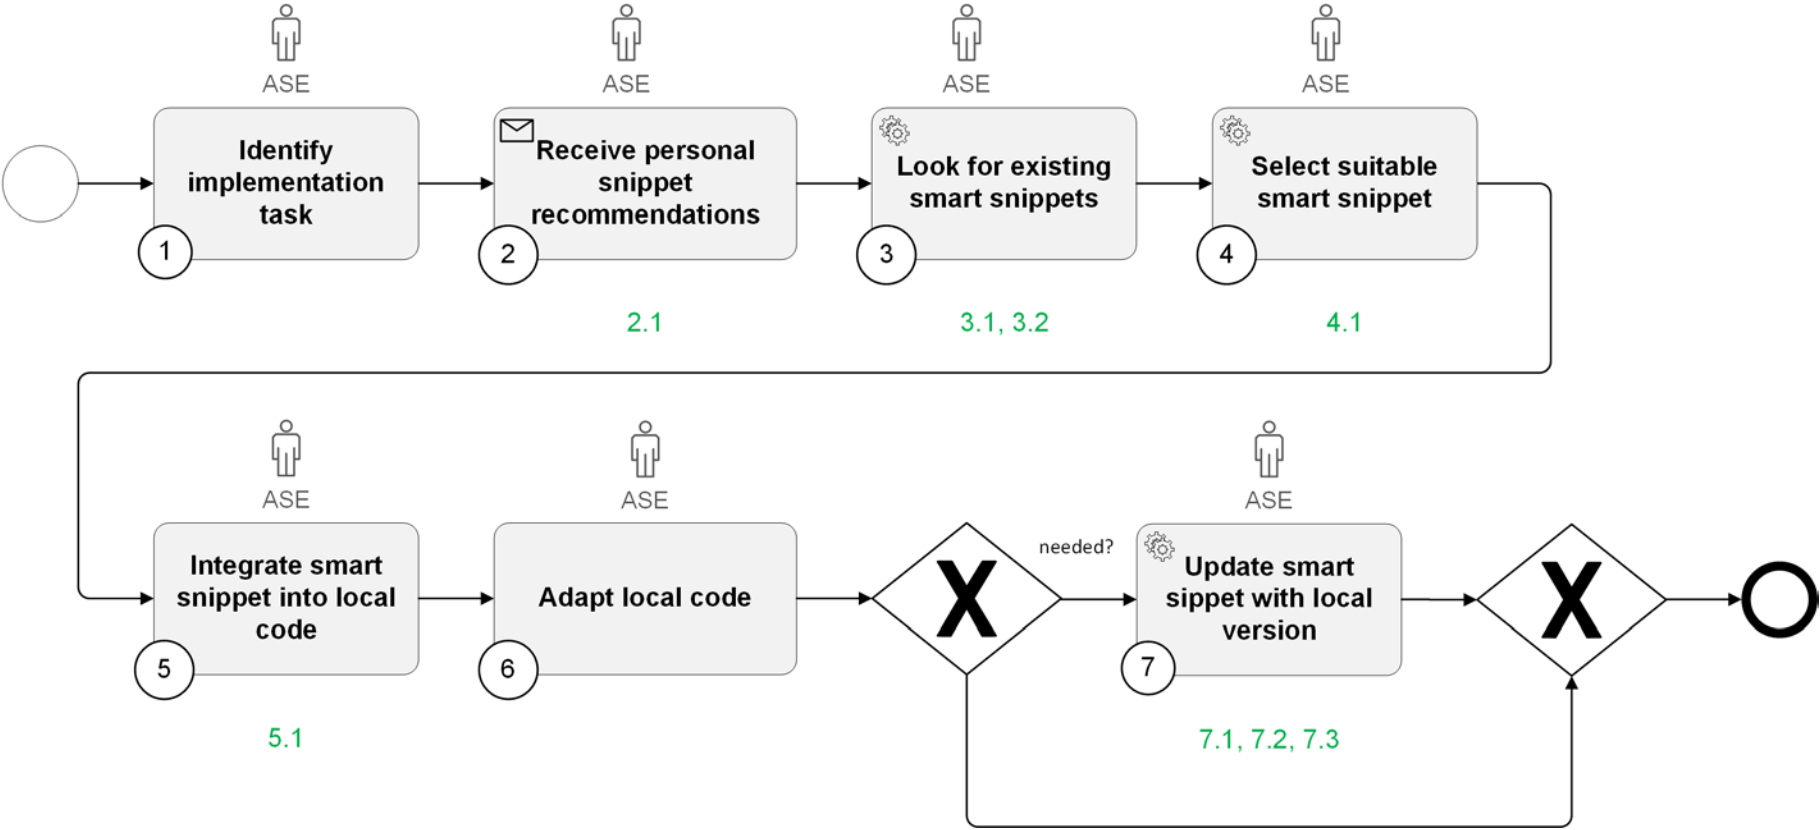 ASE
ASE
ASE
ASE
Identify
implementation
task
1
Receive personal
snippet
recommendations
2
Look for existing
smart snippets
3
Select suitable
smart snippet
4
2.1
3.1, 3.2
4.1
ASE
ASE
ASE
Integrate smart
snippet into local
code
5
Adapt local code
6
X
needed?
Update smart
sippet with local
version
7
X
5.1
7.1, 7.2, 7.3